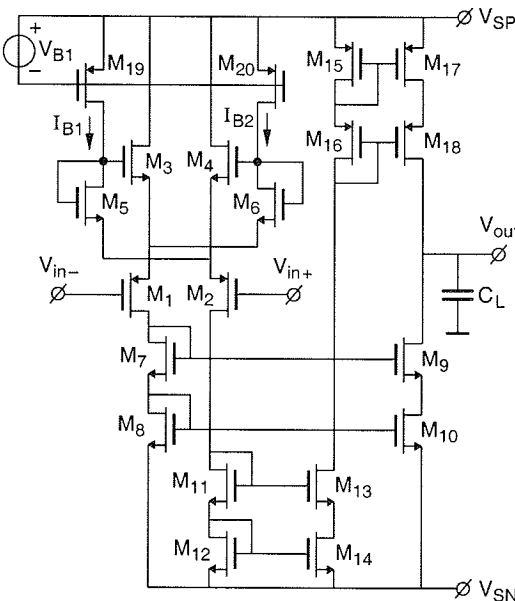 V_SP
+
V_B1
−
M_19
M_20
M_15
M_17
I_B1
I_B2
M_16
M_18
M_3
M_4
M_5
M_6
V_out
V_in−
V_in+
M_1
M_2
C_L
M_7
M_9
M_8
M_10
M_11
M_13
M_12
M_14
V_SN